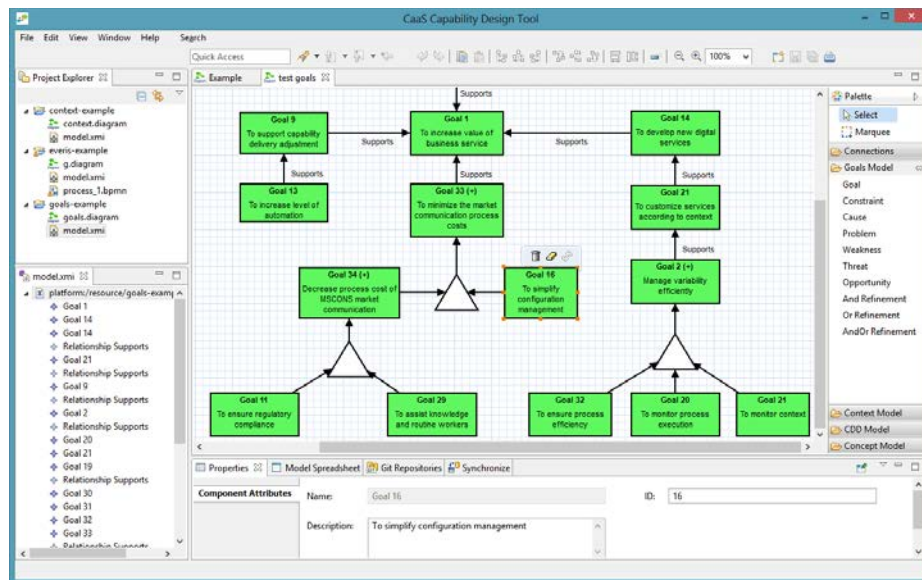 CaaS Capability Design Tool
File Edit View Window Help Search
Quick Access
100%
Project Explorer
context-example
context.diagram
model.xmi
everis-example
g.diagram
model.xmi
process_1.bpmn
goals-example
goals.diagram
model.xmi
model.xmi
platform:/resource/goals-examp
Goal 1
Goal 14
Goal 14
Relationship Supports
Goal 21
Relationship Supports
Goal 9
Relationship Supports
Goal 2
Relationship Supports
Goal 20
Goal 21
Goal 19
Relationship Supports
Goal 30
Goal 31
Goal 32
Goal 33
Relationship Supports
Example
test goals
Supports
Goal 9
To support capability
delivery adjustment
Supports
Goal 1
To increase value of
business service
Supports
Goal 14
To develop new digital
services
Supports
Supports
Supports
Goal 13
To increase level of
automation
Goal 33 (+)
To minimize the market
communication process
costs
Goal 21
To customize services
according to context
Supports
Goal 34 (+)
Decrease process cost of
MSCONS market
communication
Goal 16
To simplify
configuration
management
Goal 2 (+)
Manage variability
efficiently
Goal 11
To ensure regulatory
compliance
Goal 29
To assist knowledge
and routine workers
Goal 32
To ensure process
efficiency
Goal 20
To monitor process
execution
Goal 21
To monitor context
Palette
Select
Marquee
Connections
Goals Model
Goal
Constraint
Cause
Problem
Weakness
Threat
Opportunity
And Refinement
Or Refinement
AndOr Refinement
Context Model
CDD Model
Concept Model
Properties
Model Spreadsheet
Git Repositories
Synchronize
Component Attributes
Name:
Goal 16
ID:
16
Description:
To simplify configuration management